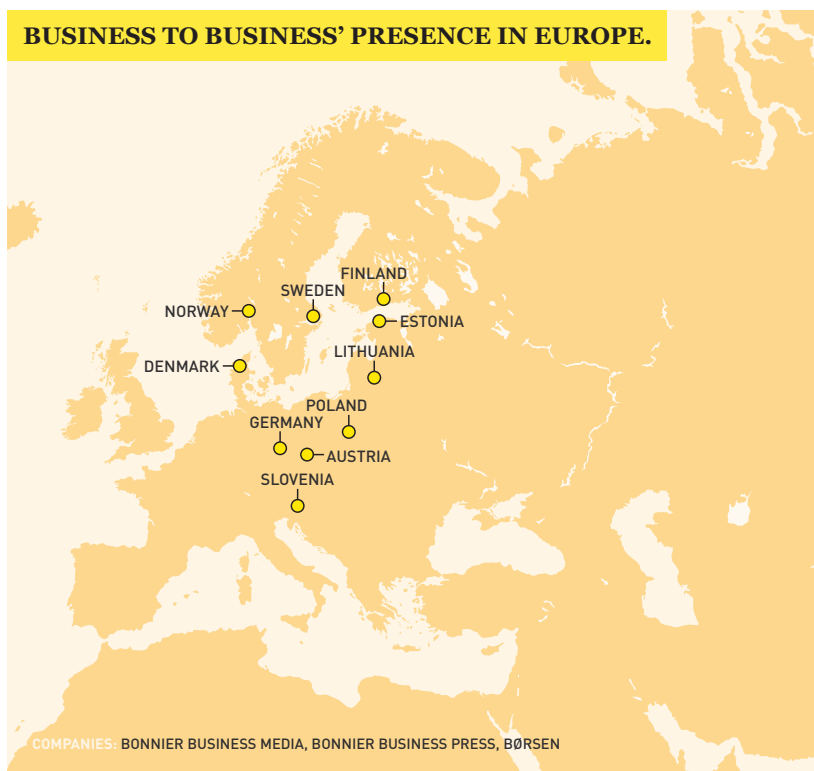 BUSINESS TO BUSINESS’ PRESENCE IN EUROPE.
FINLAND
SWEDEN
NORWAY
ESTONIA
LITHUANIA
DENMARK
POLAND
GERMANY
AUSTRIA
SLOVENIA
COMPANIES: BONNIER BUSINESS MEDIA, BONNIER BUSINESS PRESS, BØRSEN